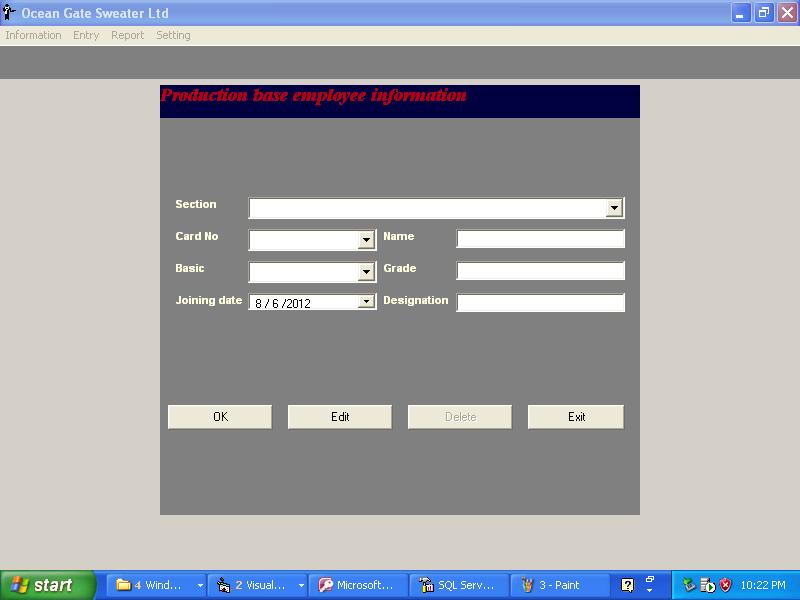 Ocean Gate Sweater Ltd
Information Entry Report Setting
Production base employee information
Section
Card No Name
Basic Grade
Joining date 8 / 6 /2012 Designation
OK Edit Delete Exit
start 4 Wind... 2 Visual... Microsoft... SQL Serv... 3 - Paint 10:22 PM